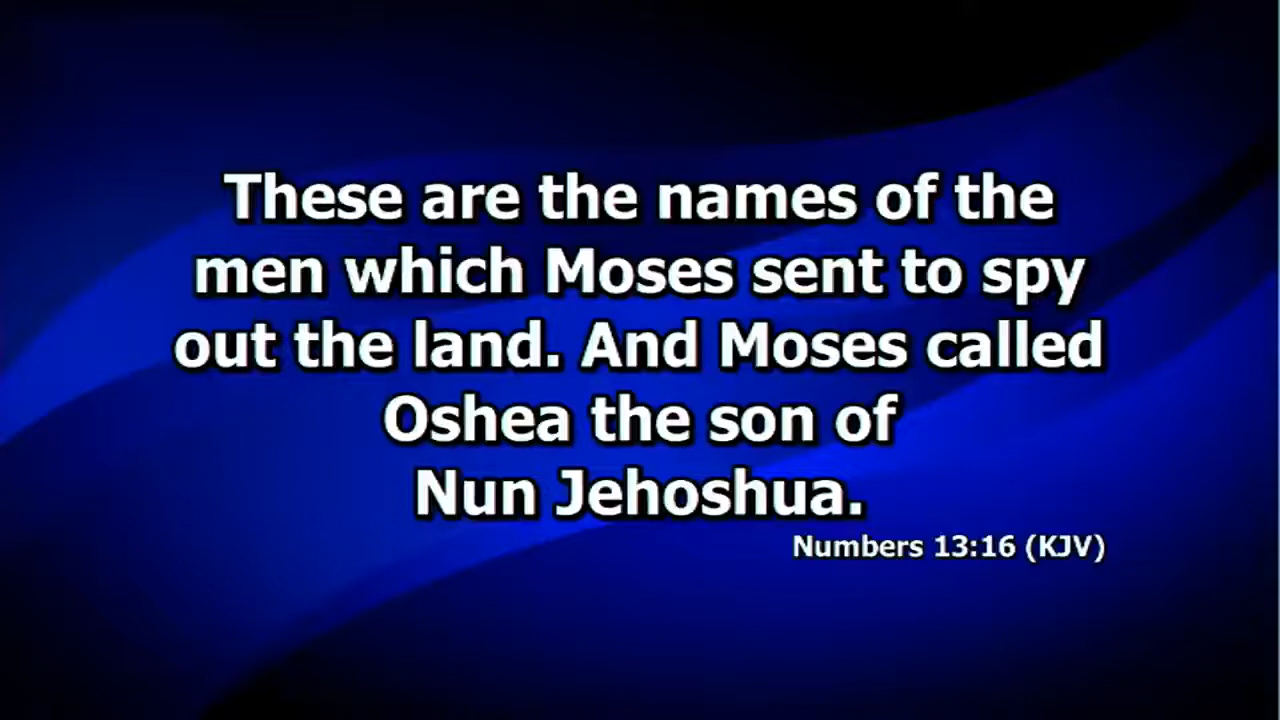 These are the names of the
men which Moses sent to spy
out the land. And Moses called
Oshea the son of
Nun Jehoshua.
Numbers 13:16 (KJV)